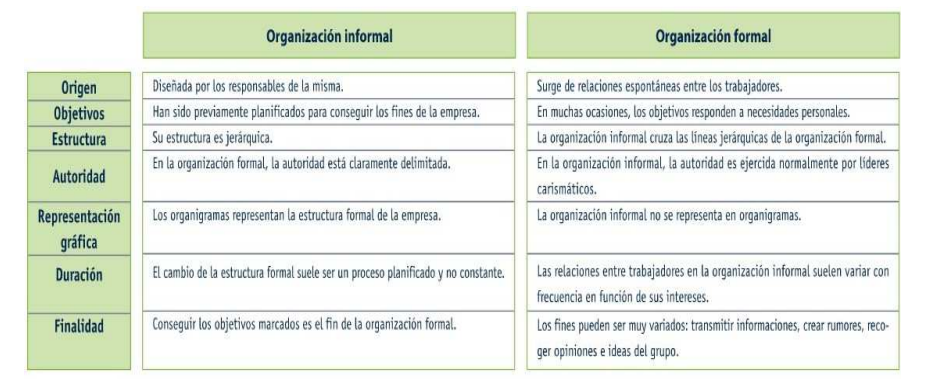 Organización informal
Organización formal
Origen
Diseñada por los responsables de la misma.
Surge de relaciones espontáneas entre los trabajadores.
Objetivos
Han sido previamente planificados para conseguir los fines de la empresa.
En muchas ocasiones, los objetivos responden a necesidades personales.
Estructura
Su estructura es jerárquica.
La organización informal cruza las líneas jerárquicas de la organización formal.
Autoridad
En la organización formal, la autoridad está claramente delimitada.
En la organización informal, la autoridad es ejercida normalmente por líderes
carismáticos.
Representación
gráfica
Los organigramas representan la estructura formal de la empresa.
La organización informal no se representa en organigramas.
Duración
El cambio de la estructura formal suele ser un proceso planificado y no constante.
Las relaciones entre trabajadores en la organización informal suelen variar con
frecuencia en función de sus intereses.
Finalidad
Conseguir los objetivos marcados es el fin de la organización formal.
Los fines pueden ser muy variados: transmitir informaciones, crear rumores, reco-
ger opiniones e ideas del grupo.